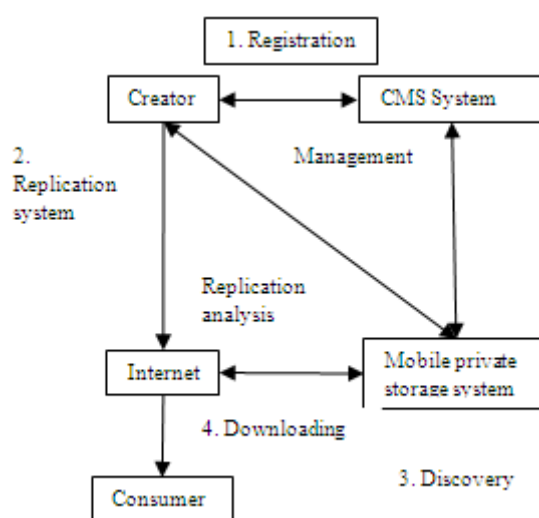 1. Registration
Creator
CMS System
2.
Replication
system
Management
Replication
analysis
Internet
Mobile private
storage system
4. Downloading
3. Discovery
Consumer